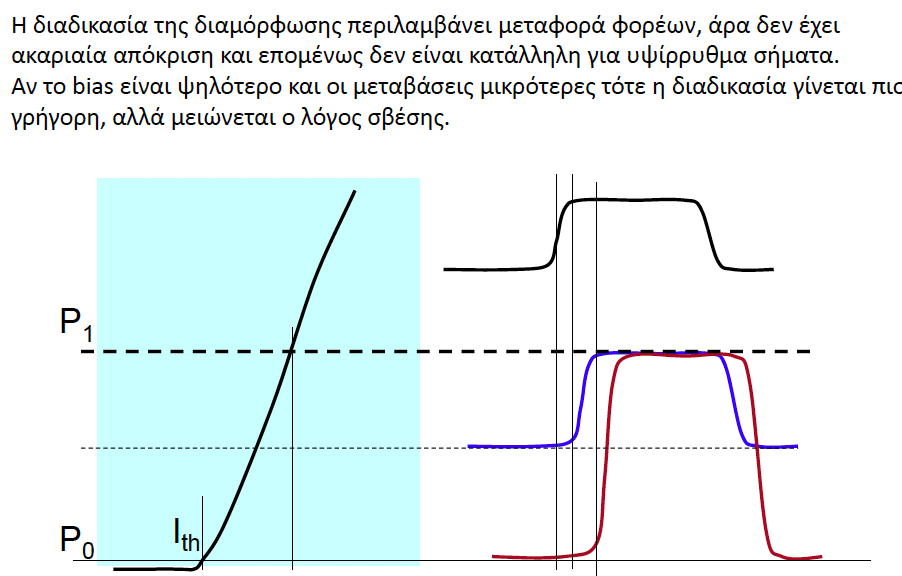 Η διαδικασία της διαμόρφωσης περιλαμβάνει μεταφορά φορέων, άρα δεν έχει
ακαριαία απόκριση και επομένως δεν είναι κατάλληλη για υψίρρυθμα σήματα.
Αν το bias είναι ψηλότερο και οι μεταβάσεις μικρότερες τότε η διαδικασία γίνεται πιο
γρήγορη, αλλά μειώνεται ο λόγος σβέσης.
P1
Ith
P0